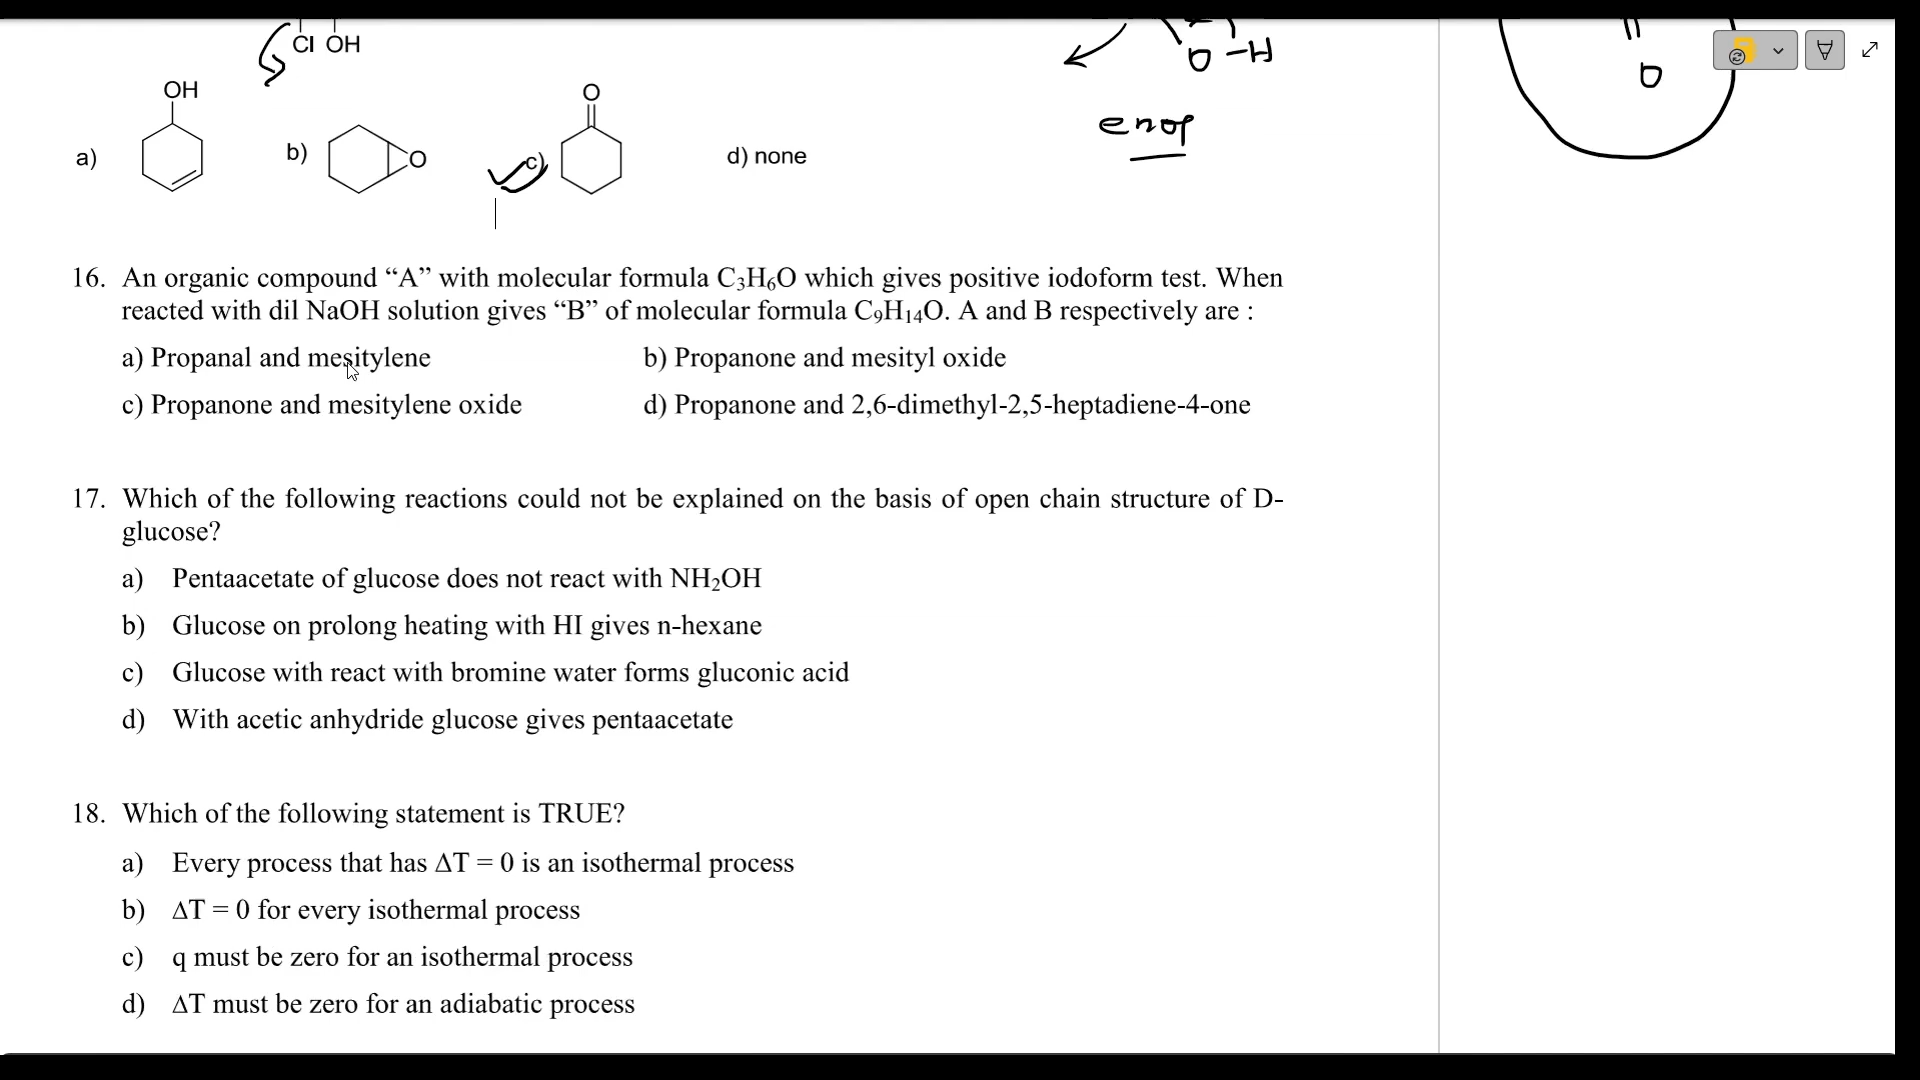 Cl OH
O-H
O
OH
O
enol
a)
b)
O
c)
d) none
16. An organic compound “A” with molecular formula C₃H₆O which gives positive iodoform test. When
reacted with dil NaOH solution gives “B” of molecular formula C₉H₁₄O. A and B respectively are :
a) Propanal and mesitylene
b) Propanone and mesityl oxide
c) Propanone and mesitylene oxide
d) Propanone and 2,6-dimethyl-2,5-heptadiene-4-one
17. Which of the following reactions could not be explained on the basis of open chain structure of D-
glucose?
a) Pentaacetate of glucose does not react with NH₂OH
b) Glucose on prolong heating with HI gives n-hexane
c) Glucose with react with bromine water forms gluconic acid
d) With acetic anhydride glucose gives pentaacetate
18. Which of the following statement is TRUE?
a) Every process that has ΔT = 0 is an isothermal process
b) ΔT = 0 for every isothermal process
c) q must be zero for an isothermal process
d) ΔT must be zero for an adiabatic process